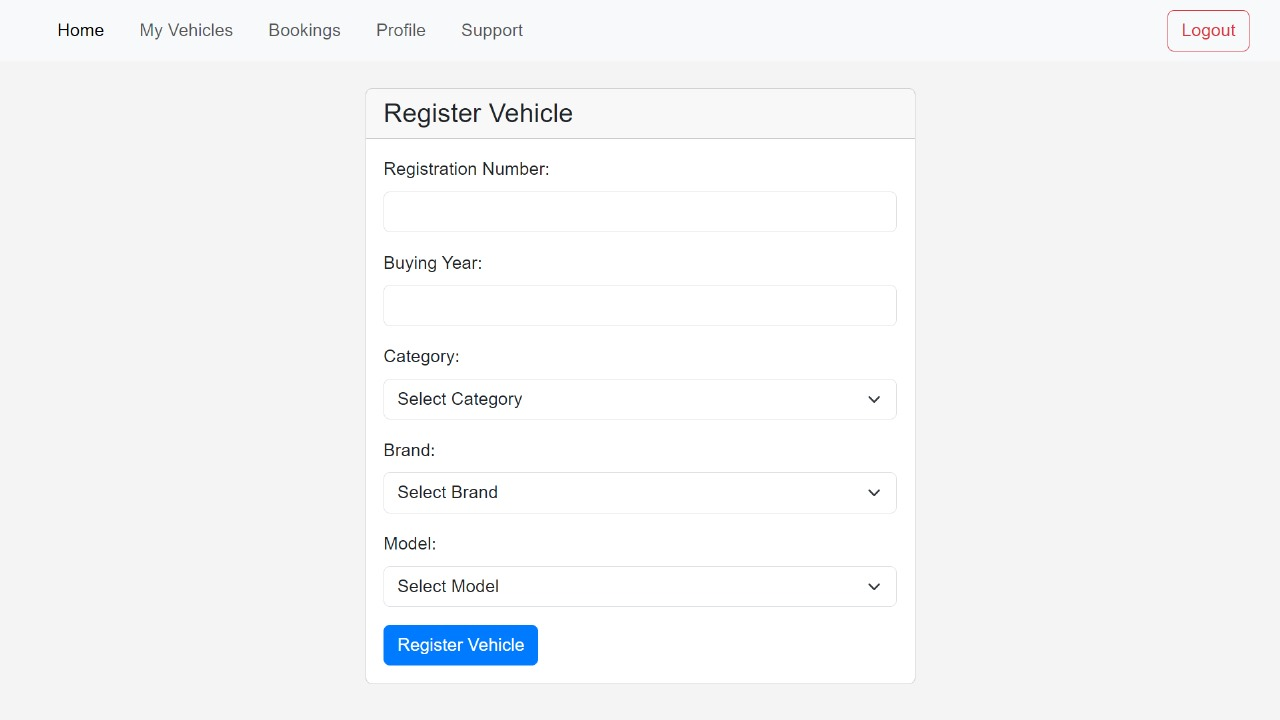 Home My Vehicles Bookings Profile Support Logout
Register Vehicle
Registration Number:
Buying Year:
Category:
Select Category
Brand:
Select Brand
Model:
Select Model
Register Vehicle